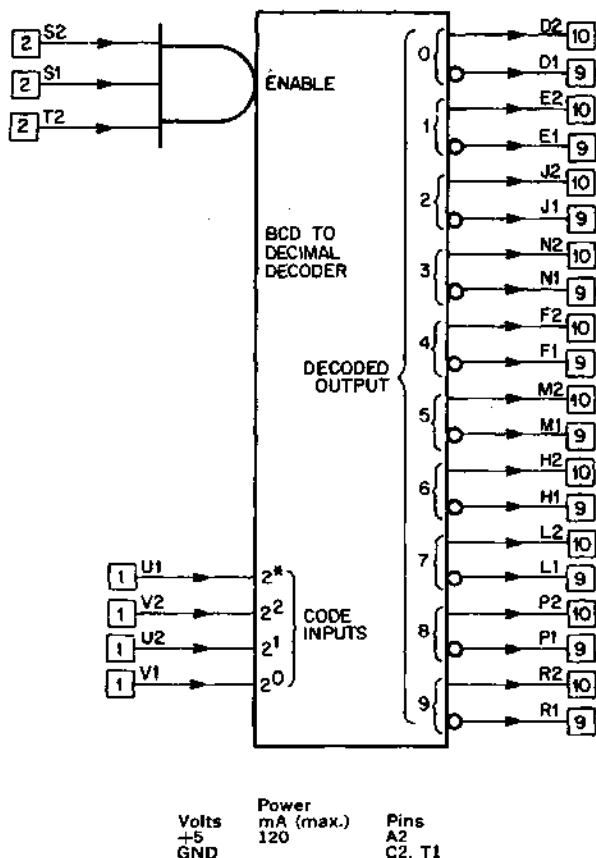 2 S2
2 S1
2 T2
ENABLE
BCD TO
DECIMAL
DECODER
DECODED
OUTPUT
0
D2 10
D1 9
1
E2 10
E1 9
2
J2 10
J1 9
3
N2 10
N1 9
4
F2 10
F1 9
5
M2 10
M1 9
6
H2 10
H1 9
7
L2 10
L1 9
8
P2 10
P1 9
9
R2 10
R1 9
1 U1 2*
1 V2 2²
1 U2 2¹
1 V1 2⁰
CODE
INPUTS
Power
Volts mA (max.) Pins
+5 120 A2
GND C2, T1